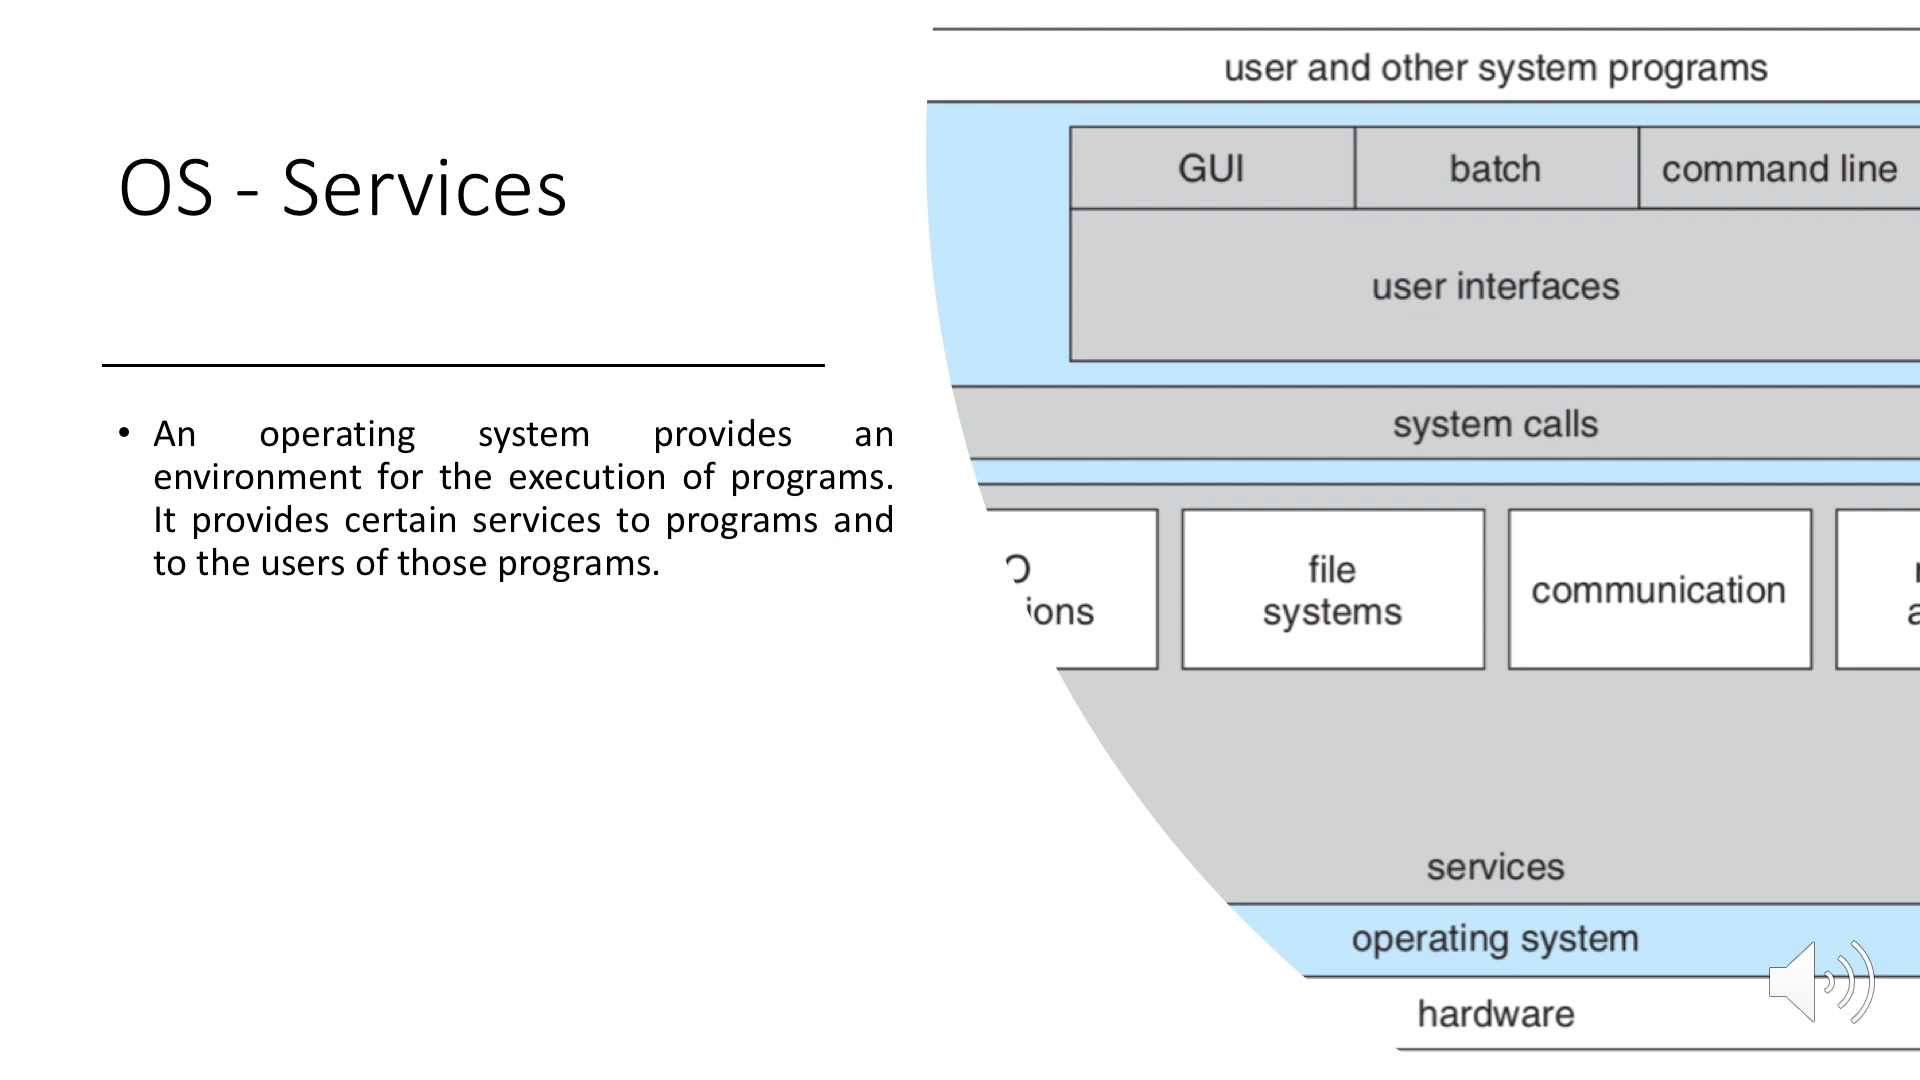 OS - Services
• An operating system provides an
environment for the execution of programs.
It provides certain services to programs and
to the users of those programs.
user and other system programs
GUI batch command line
user interfaces
system calls
file
systems
communication
services
operating system
hardware